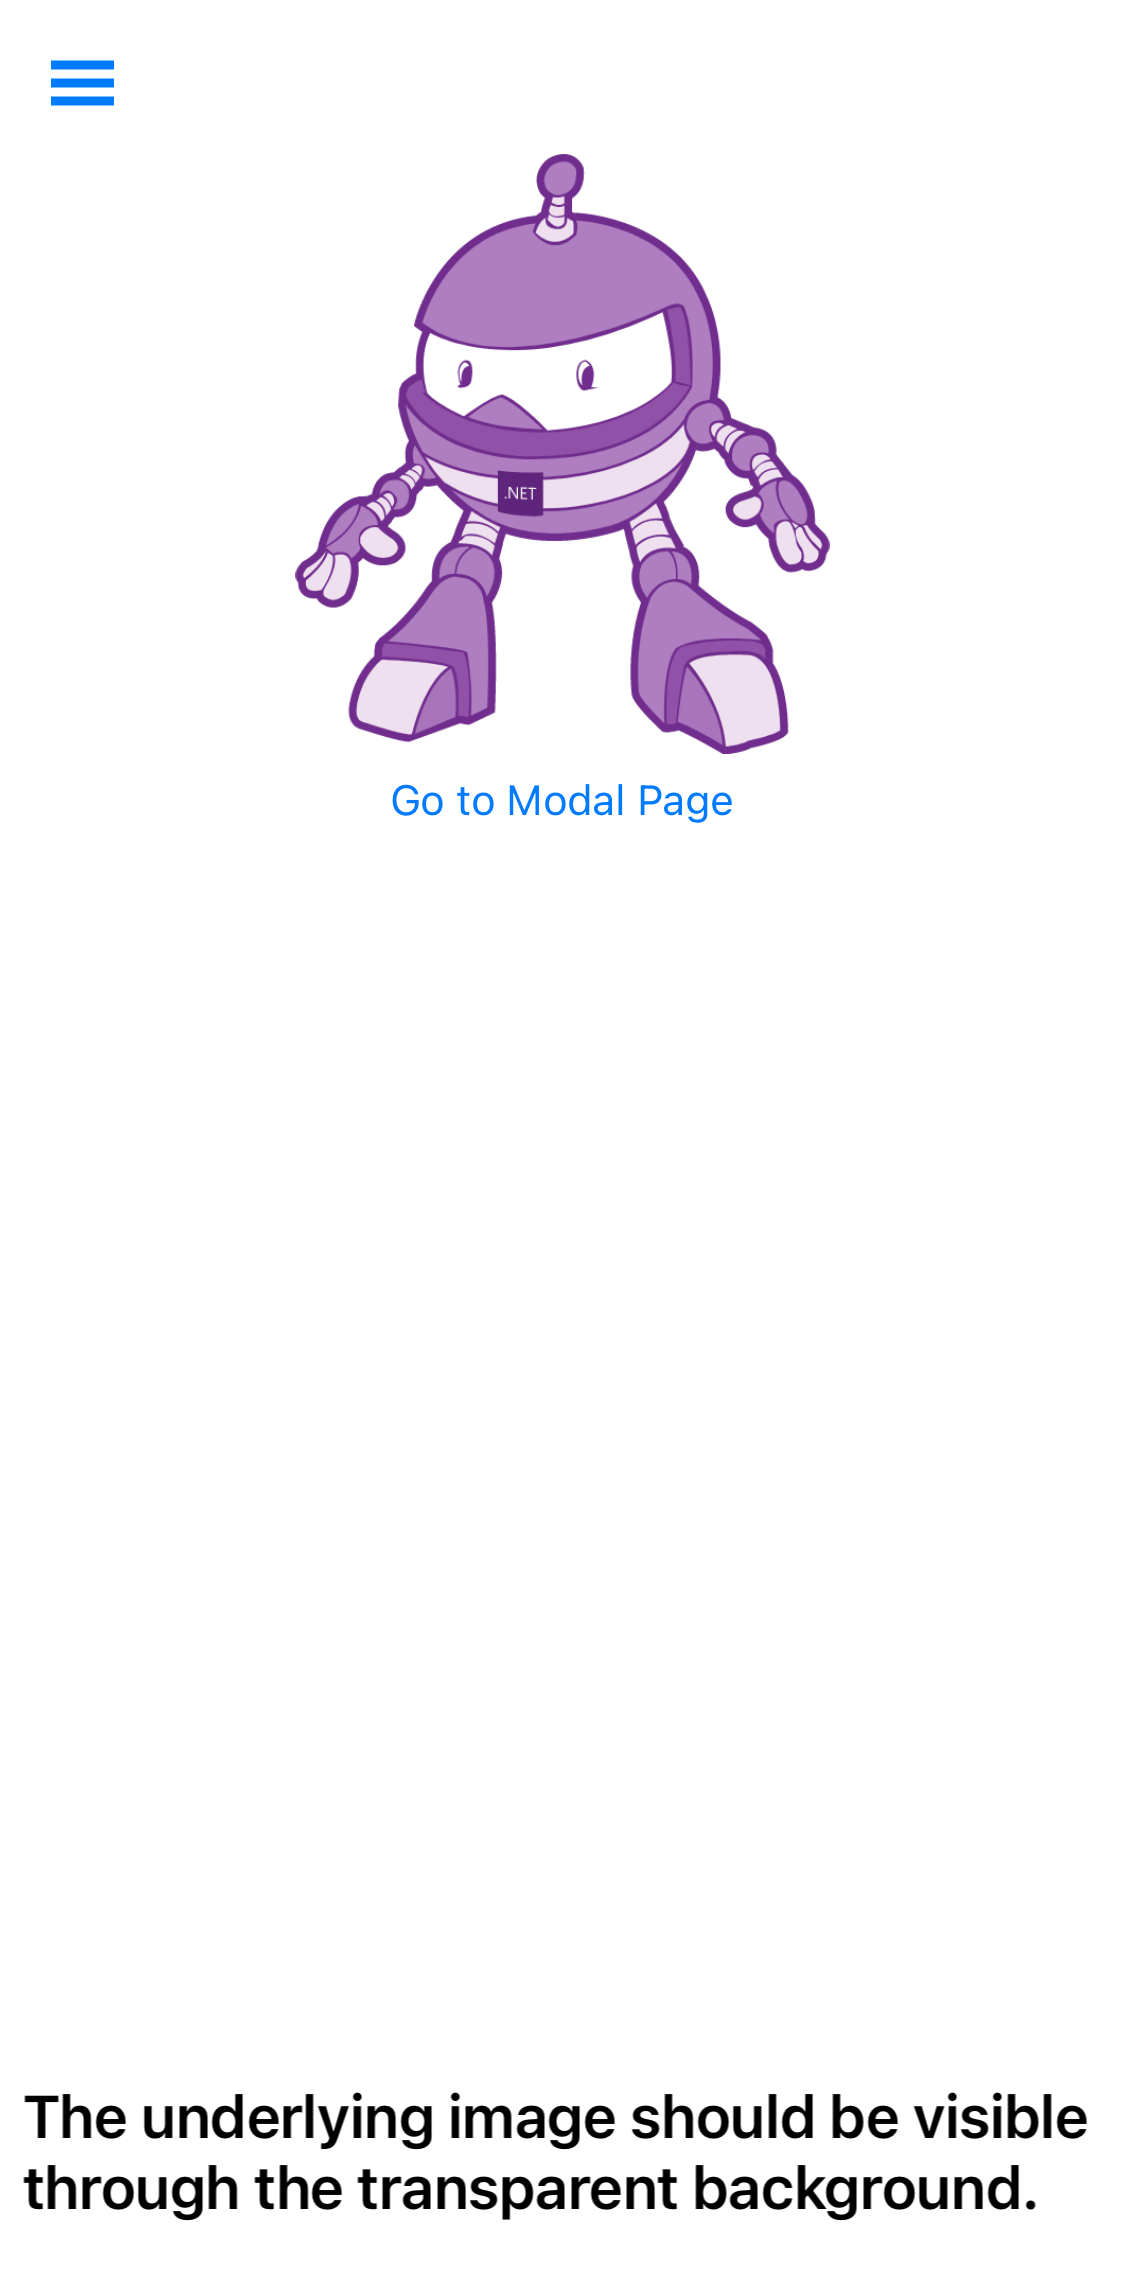 .NET
Go to Modal Page
The underlying image should be visible
through the transparent background.